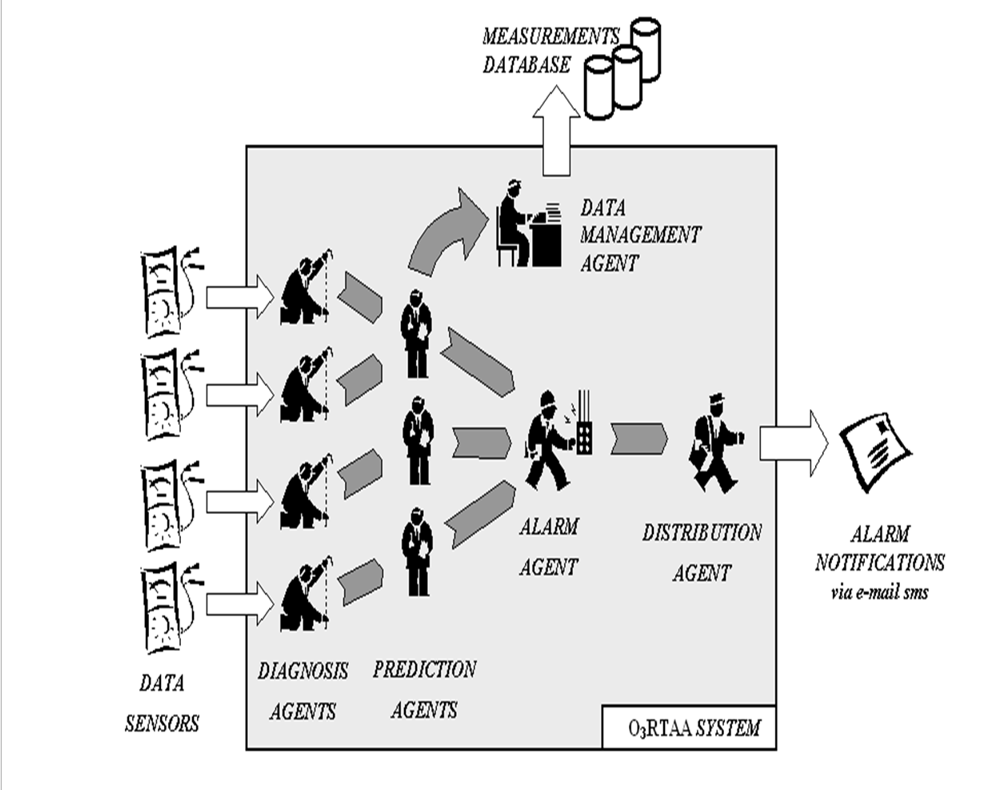 MEASUREMENTS
DATABASE
DATA
MANAGEMENT
AGENT
ALARM
AGENT
DISTRIBUTION
AGENT
ALARM
NOTIFICATIONS
via e-mail sms
DATA
SENSORS
DIAGNOSIS
AGENTS
PREDICTION
AGENTS
O₃RTAA SYSTEM